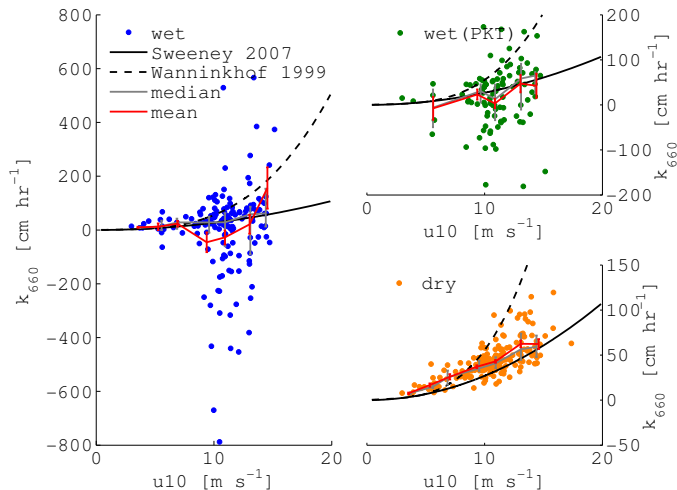 800
600
400
200
0
−200
−400
−600
−800
k660 [cm hr−1]
0
10
20
u10 [m s−1]
wet
Sweeney 2007
Wanninkhof 1999
median
mean
wet(PKT)
200
100
0
−100
−200
k660 [cm hr−1]
0
10
20
u10 [m s−1]
dry
150
100
50
0
−50
k660 [cm hr−1]
0
10
20
u10 [m s−1]